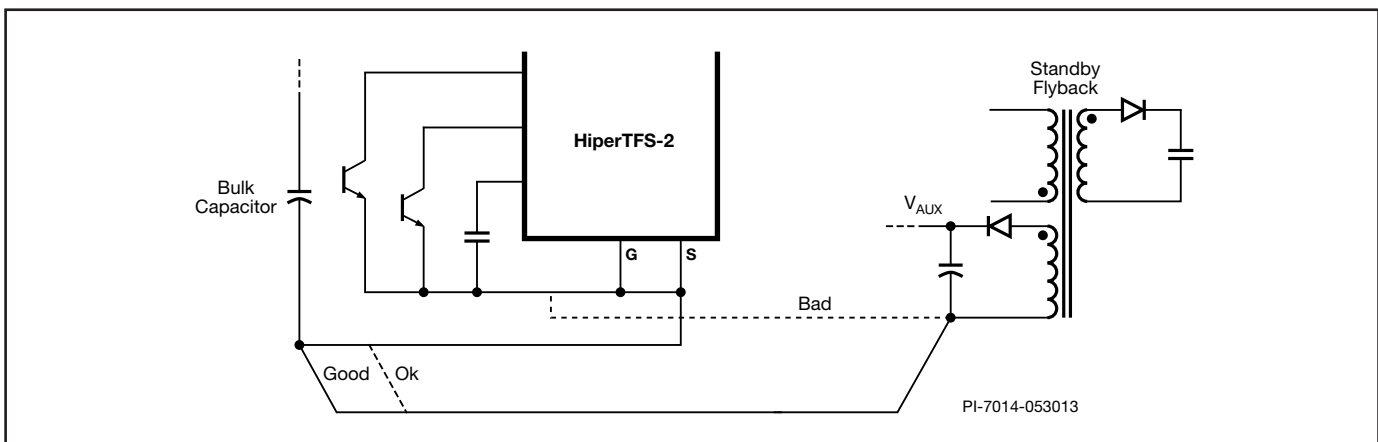 Standby
Flyback
HiperTFS-2
Bulk
Capacitor
VAUX
G
S
Bad
Good
Ok
PI-7014-053013